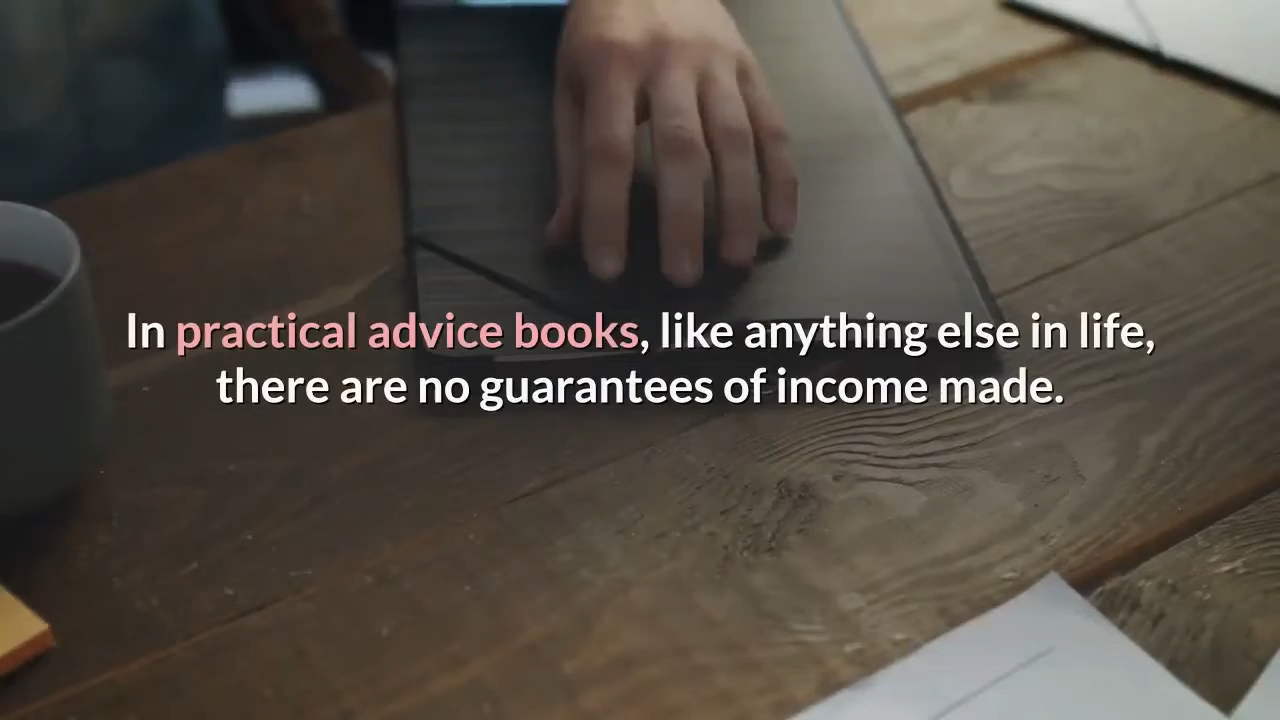 In practical advice books, like anything else in life,
there are no guarantees of income made.